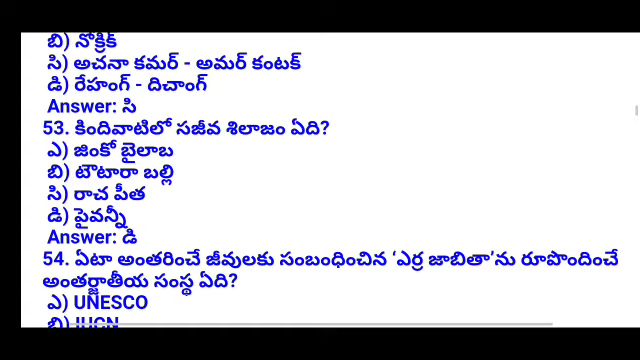 బి) నోక్రిక్
సి) అచనా కమర్ - అమర్ కంటక్
డి) రేహంగ్ - దిచాంగ్
Answer: సి
53. కిందివాటిలో సజీవ శిలాజం ఏది?
ఎ) జింకో బైలాబ
బి) టౌటారా బల్లి
సి) రాచ పీత
డి) పైవన్నీ
Answer: డి
54. ఏటా అంతరించే జీవులకు సంబంధించిన ‘ఎర్ర జాబితా’ను రూపొందించే
అంతర్జాతీయ సంస్థ ఏది?
ఎ) UNESCO
బి) IUCN